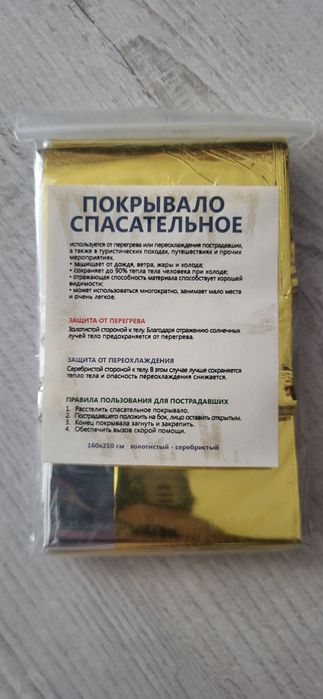 ПОКРЫВАЛО
СПАСАТЕЛЬНОЕ
используется от перегрева или переохлаждения пострадавших,
а также в туристических походах, путешествиях и прочих
мероприятиях.
• защищает от дождя, ветра, жары и холода;
• сохраняет до 90% тепла тела человека при холоде;
• отражающая способность материала способствует хорошей
видимости;
• может использоваться многократно, занимает мало места
и очень легкое.
ЗАЩИТА ОТ ПЕРЕГРЕВА
Золотистой стороной к телу. Благодаря отражению солнечных
лучей тело предохраняется от перегрева.
ЗАЩИТА ОТ ПЕРЕОХЛАЖДЕНИЯ
Серебристой стороной к телу. В этом случае лучше сохраняется
тепло тела и опасность переохлаждения снижается.
ПРАВИЛА ПОЛЬЗОВАНИЯ ДЛЯ ПОСТРАДАВШИХ
1. Расстелить спасательное покрывало.
2. Пострадавшего положить на бок, лицо оставить открытым.
3. Конец покрывала загнуть и закрепить.
4. Обеспечить вызов скорой помощи.
160х210 см золотистый - серебристый